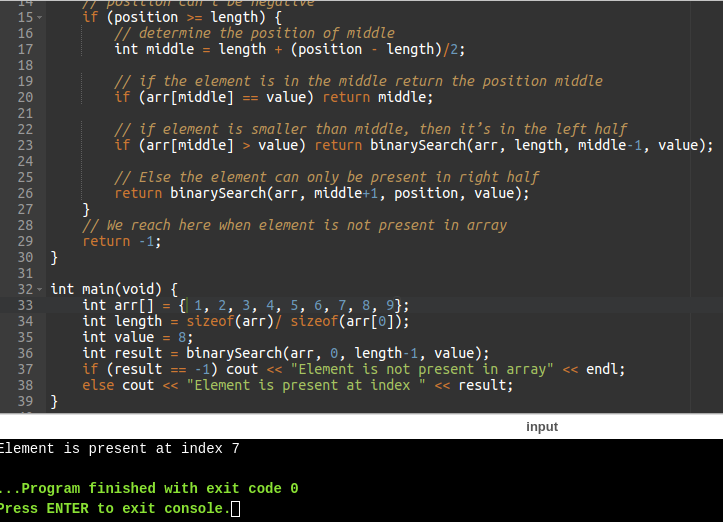 14 // position can't be negative
15 if (position >= length) {
16 // determine the position of middle
17 int middle = length + (position - length)/2;
18
19 // if the element is in the middle return the position middle
20 if (arr[middle] == value) return middle;
21
22 // if element is smaller than middle, then it's in the left half
23 if (arr[middle] > value) return binarySearch(arr, length, middle-1, value);
24
25 // Else the element can only be present in right half
26 return binarySearch(arr, middle+1, position, value);
27 }
28 // We reach here when element is not present in array
29 return -1;
30 }
31
32 int main(void) {
33 int arr[] = { 1, 2, 3, 4, 5, 6, 7, 8, 9};
34 int length = sizeof(arr)/ sizeof(arr[0]);
35 int value = 8;
36 int result = binarySearch(arr, 0, length-1, value);
37 if (result == -1) cout << "Element is not present in array" << endl;
38 else cout << "Element is present at index " << result;
39 }
input
Element is present at index 7
...Program finished with exit code 0
Press ENTER to exit console.